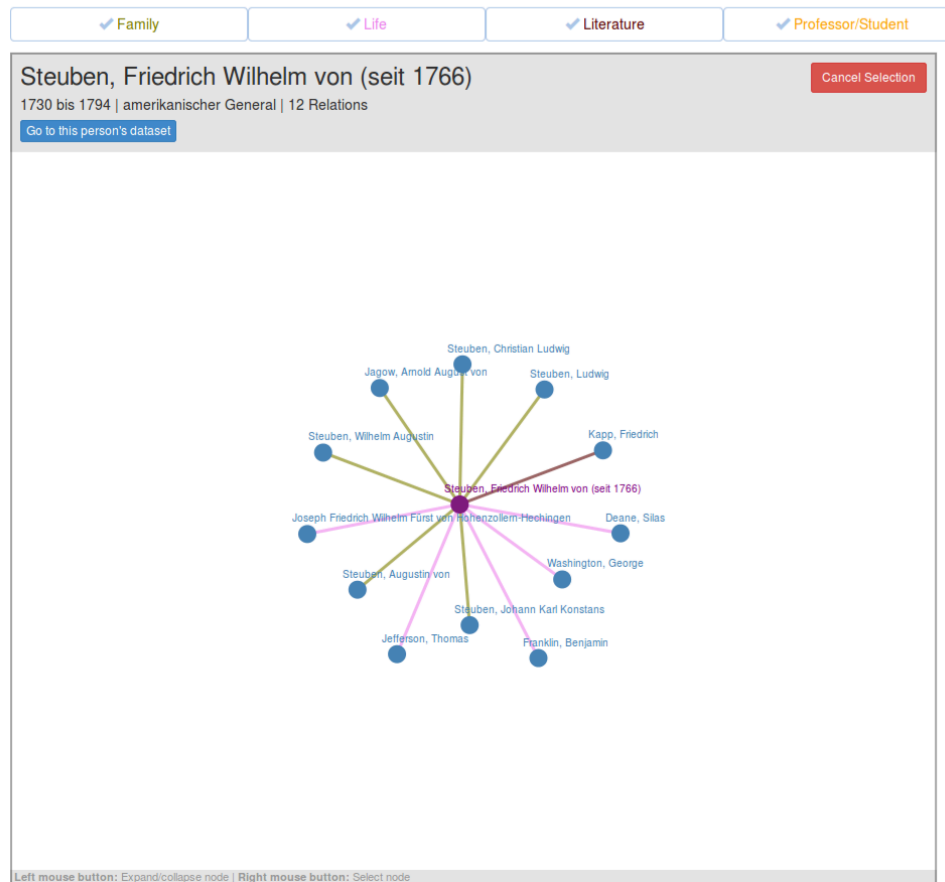 Family Life Literature Professor/Student
Steuben, Friedrich Wilhelm von (seit 1766)
Cancel Selection
1730 bis 1794 | amerikanischer General | 12 Relations
Go to this person's dataset
Steuben, Christian Ludwig
Jagow, Arnold August von
Steuben, Ludwig
Steuben, Wilhelm Augustin
Kapp, Friedrich
Steuben, Friedrich Wilhelm von (seit 1766)
Joseph Friedrich Wilhelm Fürst von Hohenzollern-Hechingen
Deane, Silas
Washington, George
Steuben, Augustin von
Steuben, Johann Karl Konstans
Jefferson, Thomas
Franklin, Benjamin
Left mouse button: Expand/collapse node | Right mouse button: Select node